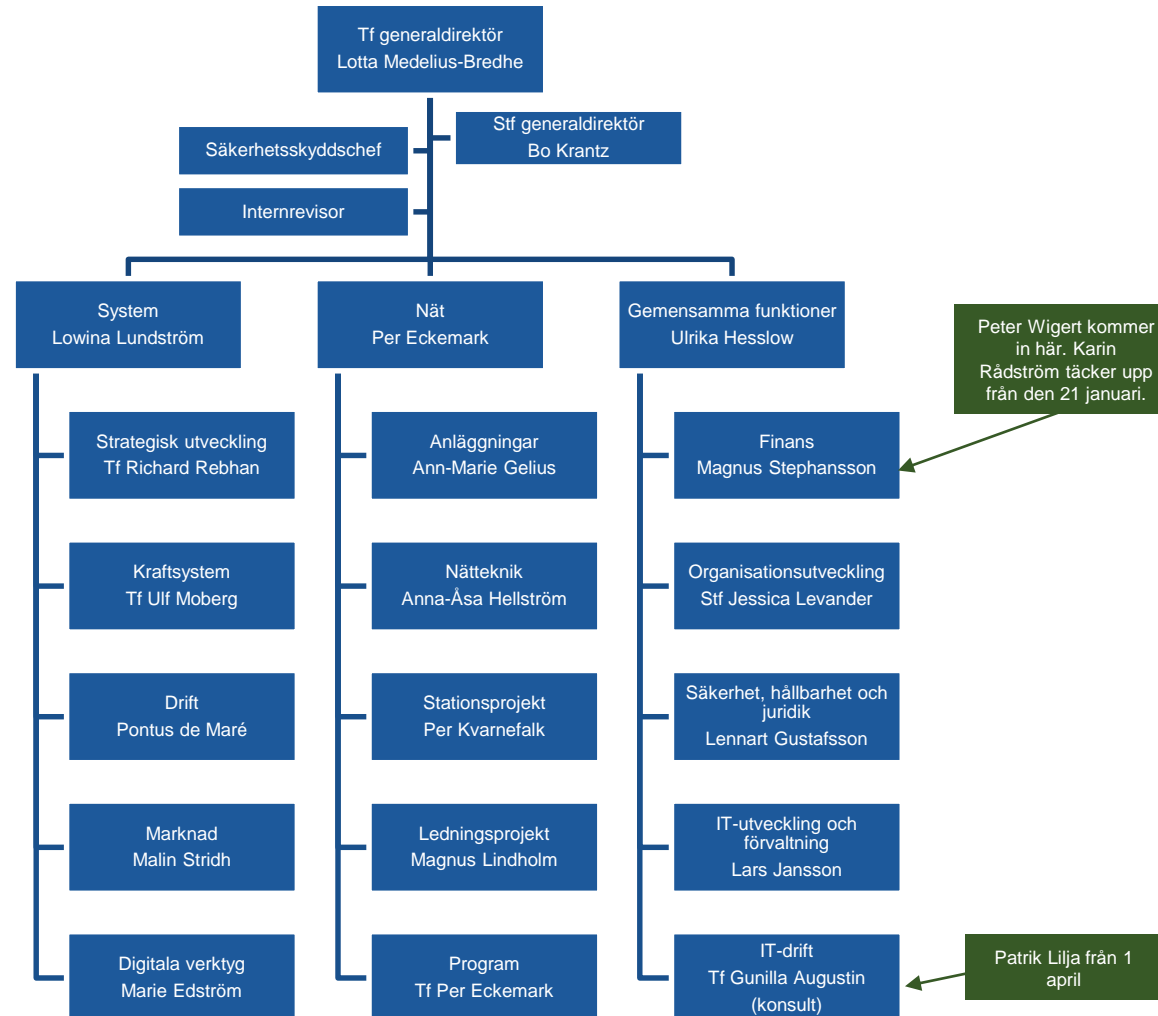 Tf generaldirektör
Lotta Medelius-Bredhe
Stf generaldirektör
Bo Krantz
Säkerhetsskyddschef
Internrevisor
System
Lowina Lundström
Nät
Per Eckemark
Gemensamma funktioner
Ulrika Hesslow
Peter Wigert kommer
in här. Karin
Rådström täcker upp
från den 21 januari.
Strategisk utveckling
Tf Richard Rebhan
Anläggningar
Ann-Marie Gelius
Finans
Magnus Stephansson
Kraftsystem
Tf Ulf Moberg
Nätteknik
Anna-Åsa Hellström
Organisationsutveckling
Stf Jessica Levander
Drift
Pontus de Maré
Stationsprojekt
Per Kvarnefalk
Säkerhet, hållbarhet och
juridik
Lennart Gustafsson
Marknad
Malin Stridh
Ledningsprojekt
Magnus Lindholm
IT-utveckling och
förvaltning
Lars Jansson
Digitala verktyg
Marie Edström
Program
Tf Per Eckemark
IT-drift
Tf Gunilla Augustin
(konsult)
Patrik Lilja från 1
april